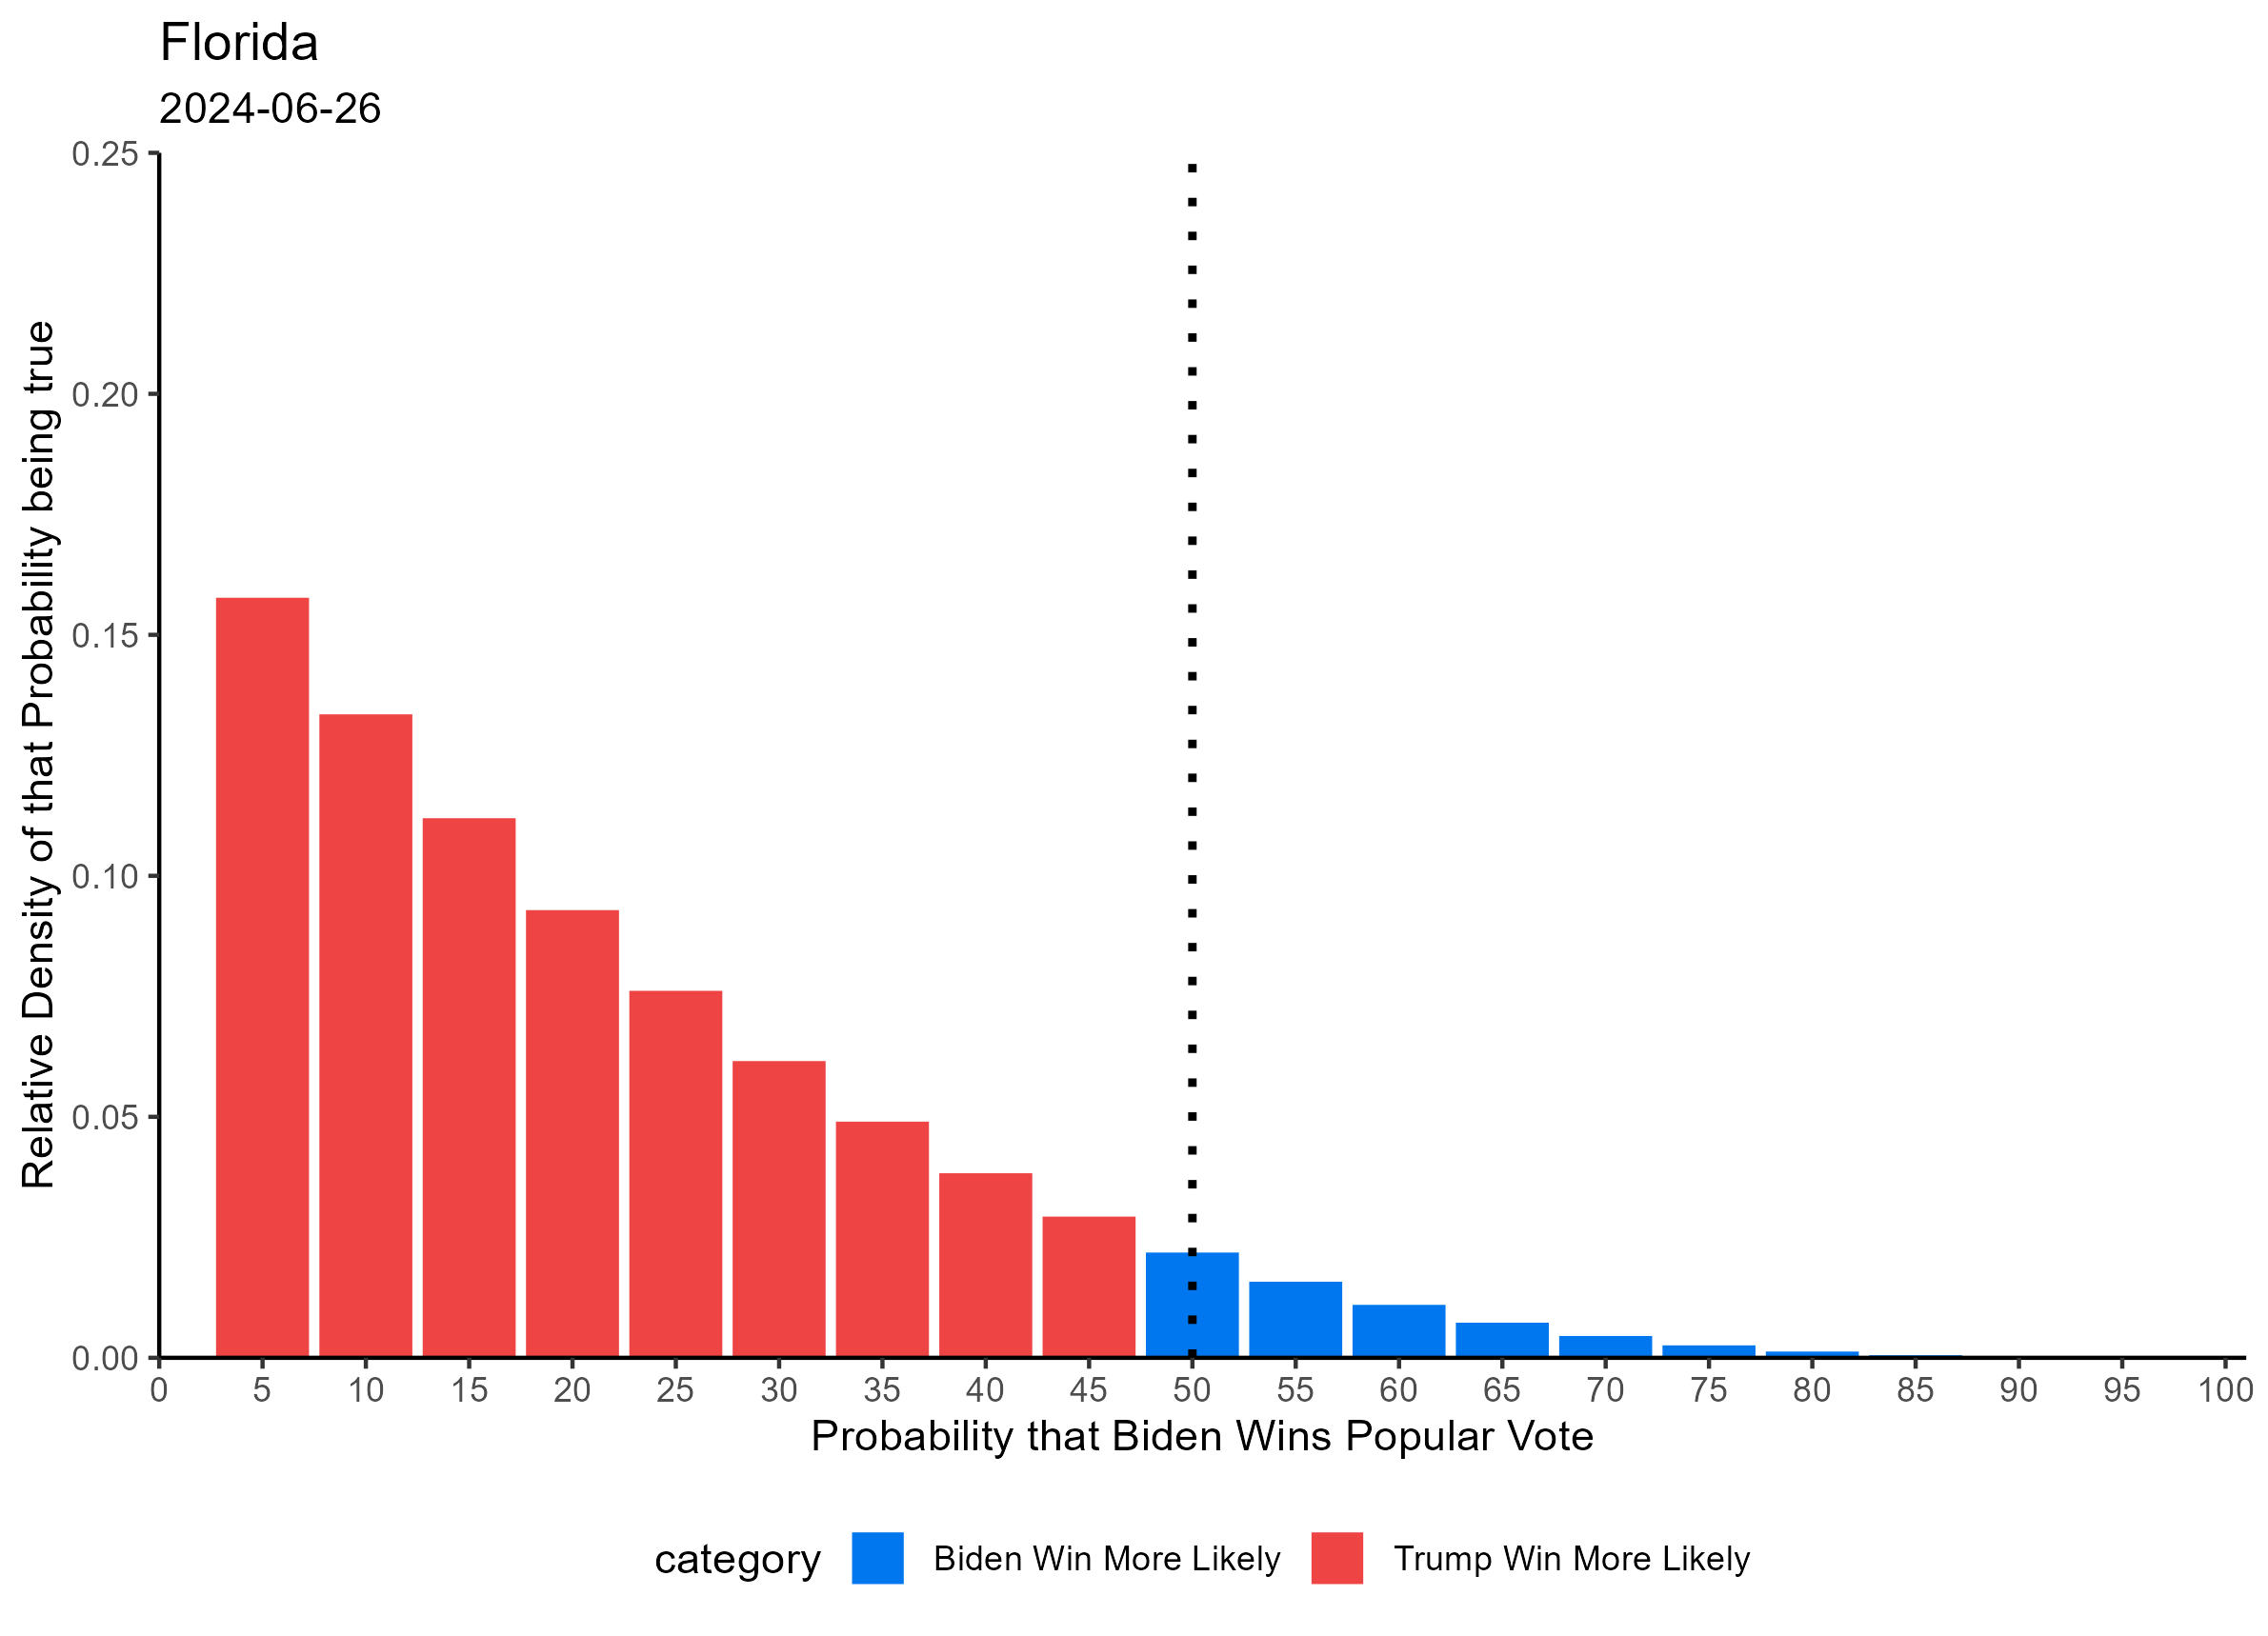 Florida
2024-06-26
Relative Density of that Probability being true
0.25
0.20
0.15
0.10
0.05
0.00
0 5 10 15 20 25 30 35 40 45 50 55 60 65 70 75 80 85 90 95 100
Probability that Biden Wins Popular Vote
category Biden Win More Likely Trump Win More Likely